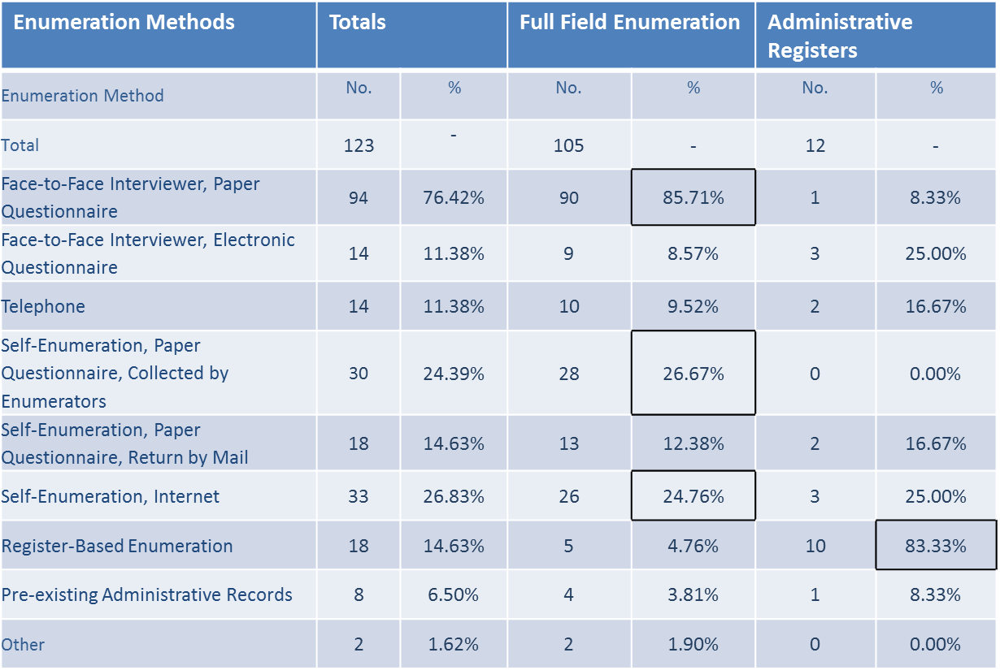 Enumeration Methods Totals Full Field Enumeration Administrative
Registers
Enumeration Method No. % No. % No. %
Total 123 - 105 - 12 -
Face-to-Face Interviewer, Paper
Questionnaire 94 76.42% 90 85.71% 1 8.33%
Face-to-Face Interviewer, Electronic
Questionnaire 14 11.38% 9 8.57% 3 25.00%
Telephone 14 11.38% 10 9.52% 2 16.67%
Self-Enumeration, Paper
Questionnaire, Collected by
Enumerators 30 24.39% 28 26.67% 0 0.00%
Self-Enumeration, Paper
Questionnaire, Return by Mail 18 14.63% 13 12.38% 2 16.67%
Self-Enumeration, Internet 33 26.83% 26 24.76% 3 25.00%
Register-Based Enumeration 18 14.63% 5 4.76% 10 83.33%
Pre-existing Administrative Records 8 6.50% 4 3.81% 1 8.33%
Other 2 1.62% 2 1.90% 0 0.00%